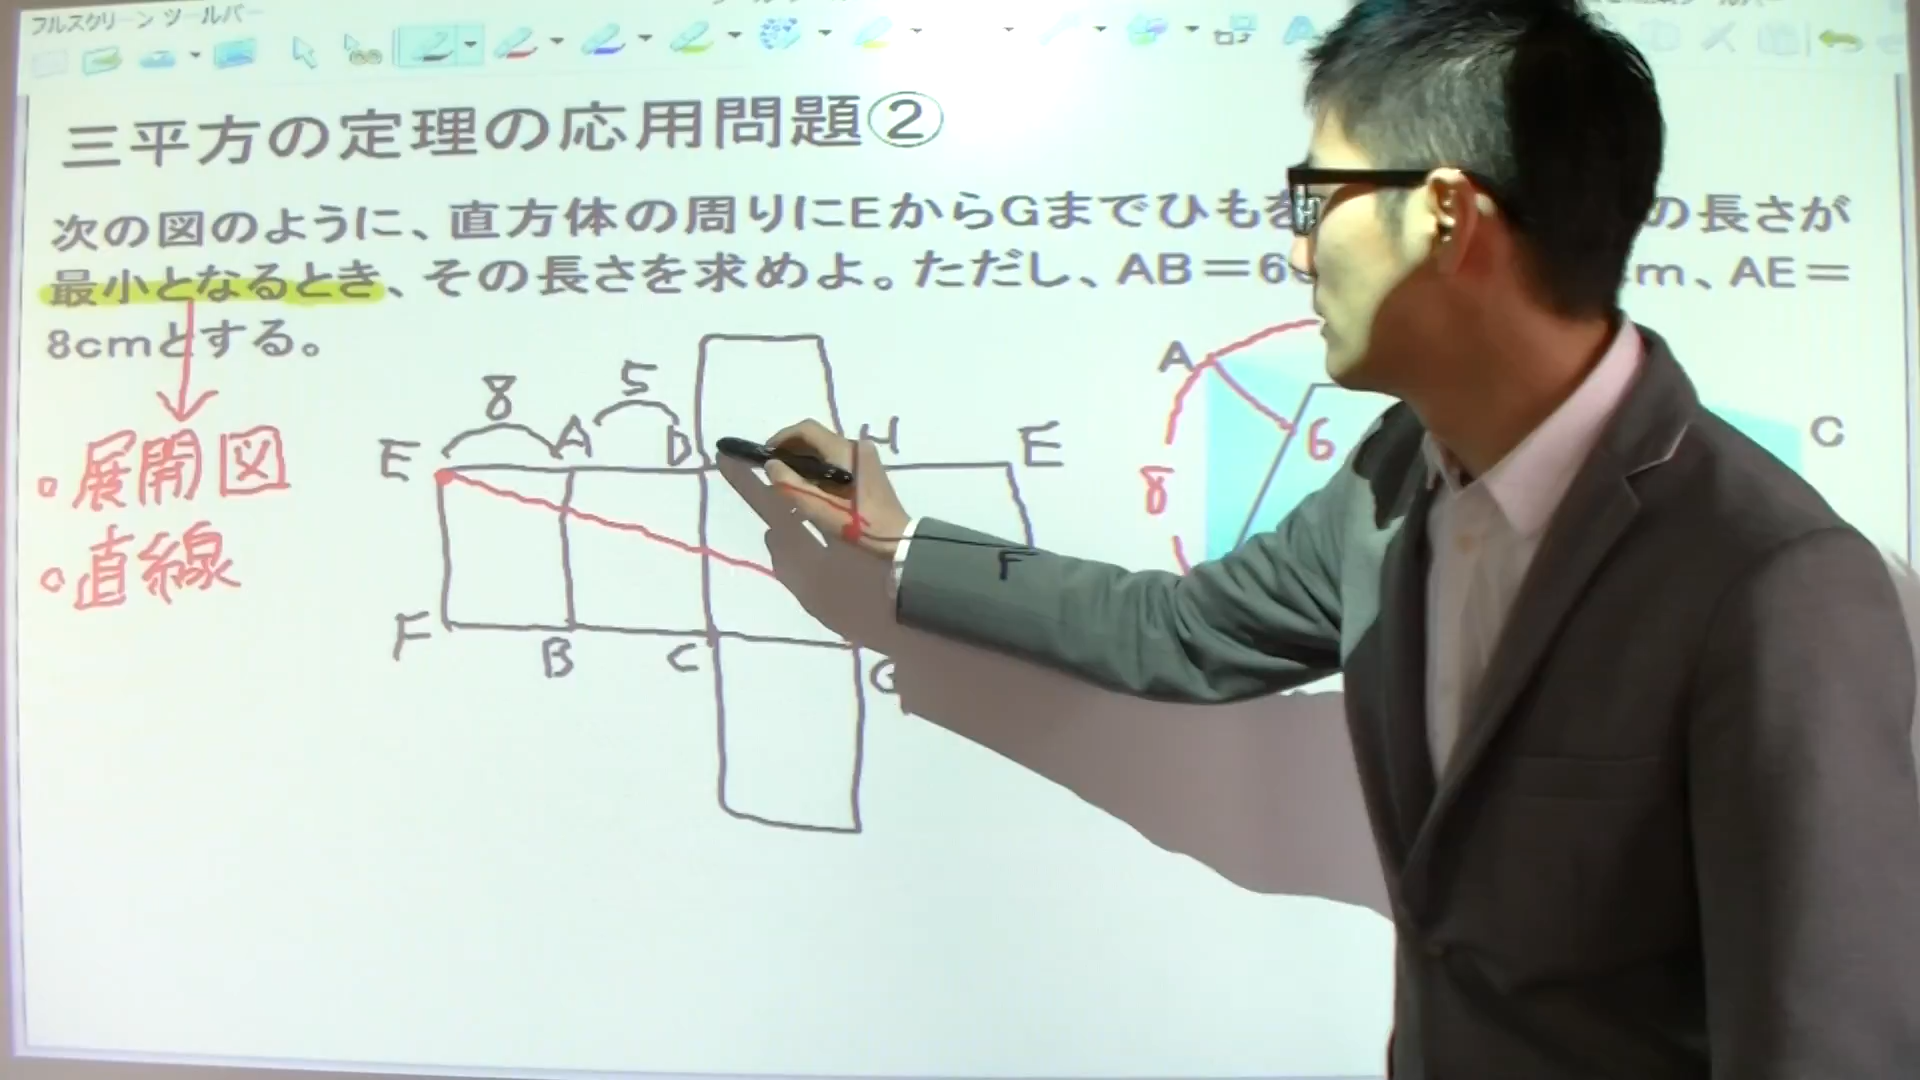 フルスクリーン ツールバー
三平方の定理の応用問題②
次の図のように、直方体の周りにEからGまでひもを の長さが
最小となるとき、その長さを求めよ。ただし、AB＝6 m、AE＝
8cmとする。
・展開図
・直線
8
5
E
A
D
H
E
F
B
C
G
F
A
6
8
C